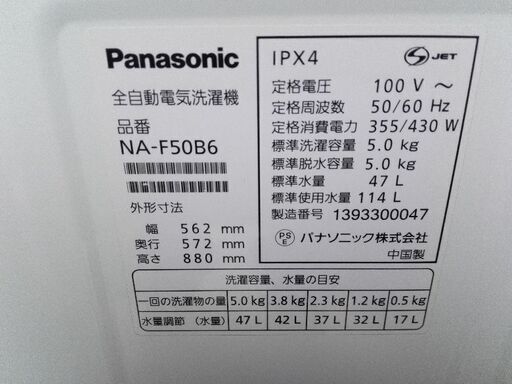 Panasonic
全自動電気洗濯機
品番
NA-F50B6
外形寸法
幅 562 mm
奥行 572 mm
高さ 880 mm
IPX4 S JET
定格電圧 100 V ～
定格周波数 50/60 Hz
定格消費電力 355/430 W
標準洗濯容量 5.0 kg
標準脱水容量 5.0 kg
標準水量 47 L
標準使用水量 114 L
製造番号 1393300047
PS E パナソニック株式会社
中国製
洗濯容量、水量の目安
一回の洗濯物の量 5.0 kg 3.8 kg 2.3 kg 1.2 kg 0.5 kg
水量調節 (水量) 47 L 42 L 37 L 32 L 17 L